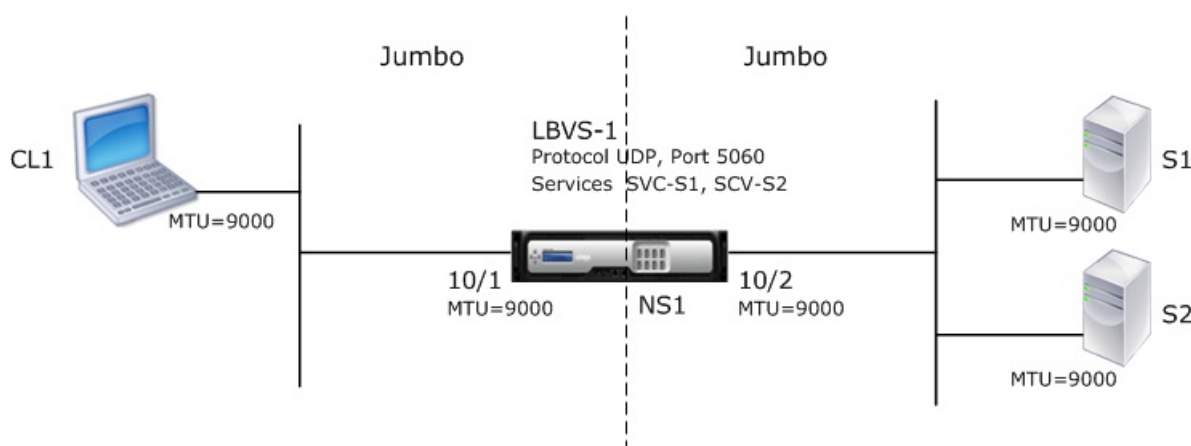 Jumbo
Jumbo
LBVS-1
Protocol UDP, Port 5060
Services SVC-S1, SCV-S2
CL1
MTU=9000
S1
MTU=9000
10/1
MTU=9000
NS1
10/2
MTU=9000
S2
MTU=9000